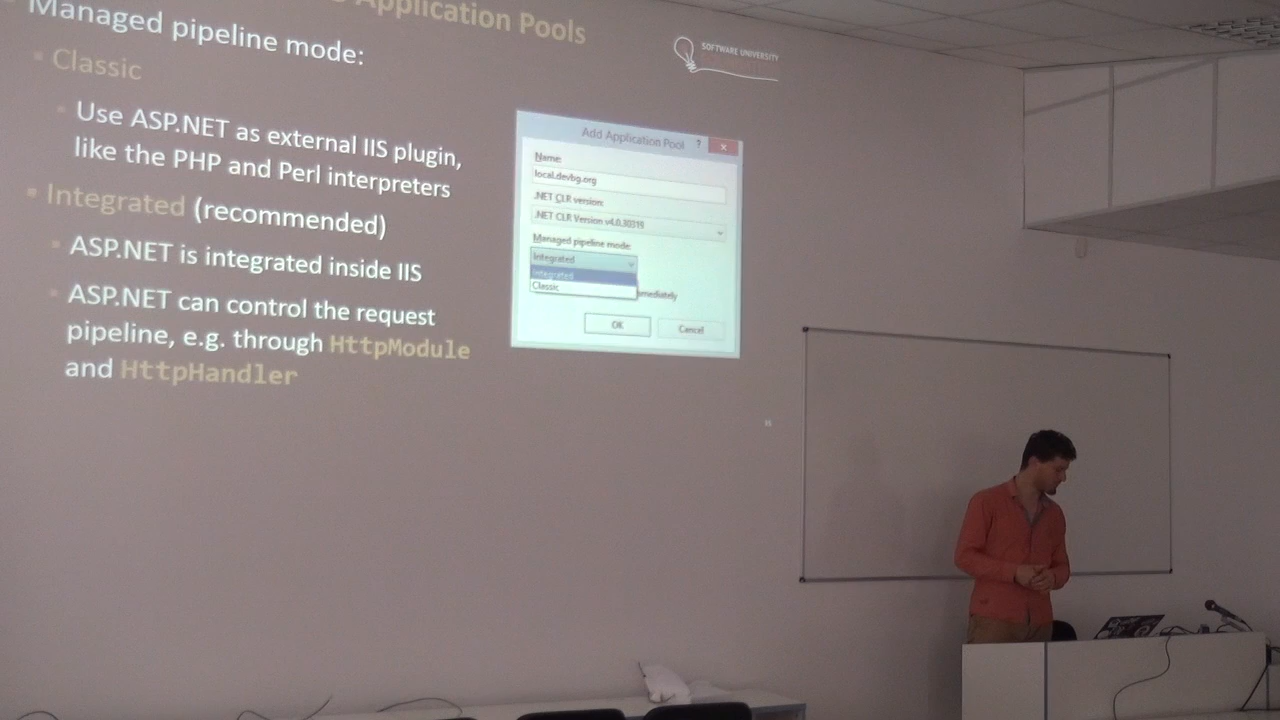 Application Pools
Managed pipeline mode:
Classic
Use ASP.NET as external IIS plugin,
like the PHP and Perl interpreters
Integrated (recommended)
ASP.NET is integrated inside IIS
ASP.NET can control the request
pipeline, e.g. through HttpModule
and HttpHandler
SOFTWARE UNIVERSITY
Add Application Pool ?
Name:
local.devbg.org
.NET CLR version:
.NET CLR Version v4.0.30319
Managed pipeline mode:
Integrated
Integrated
Classic
immediately
OK Cancel